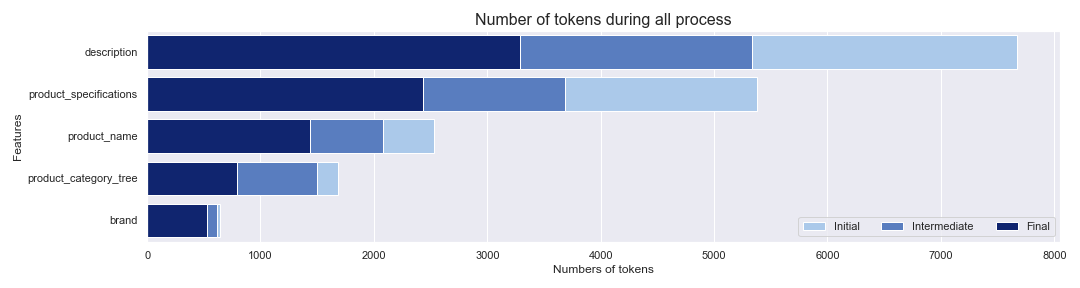 Number of tokens during all process
Features
description
product_specifications
product_name
product_category_tree
brand
Initial Intermediate Final
0 1000 2000 3000 4000 5000 6000 7000 8000
Numbers of tokens